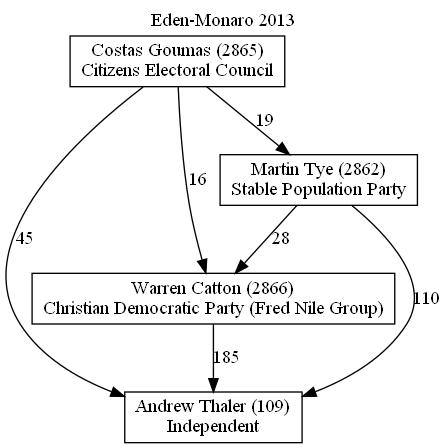 Eden-Monaro 2013
Costas Goumas (2865)
Citizens Electoral Council
19
Martin Tye (2862)
Stable Population Party
16
45
28
110
Warren Catton (2866)
Christian Democratic Party (Fred Nile Group)
185
Andrew Thaler (109)
Independent